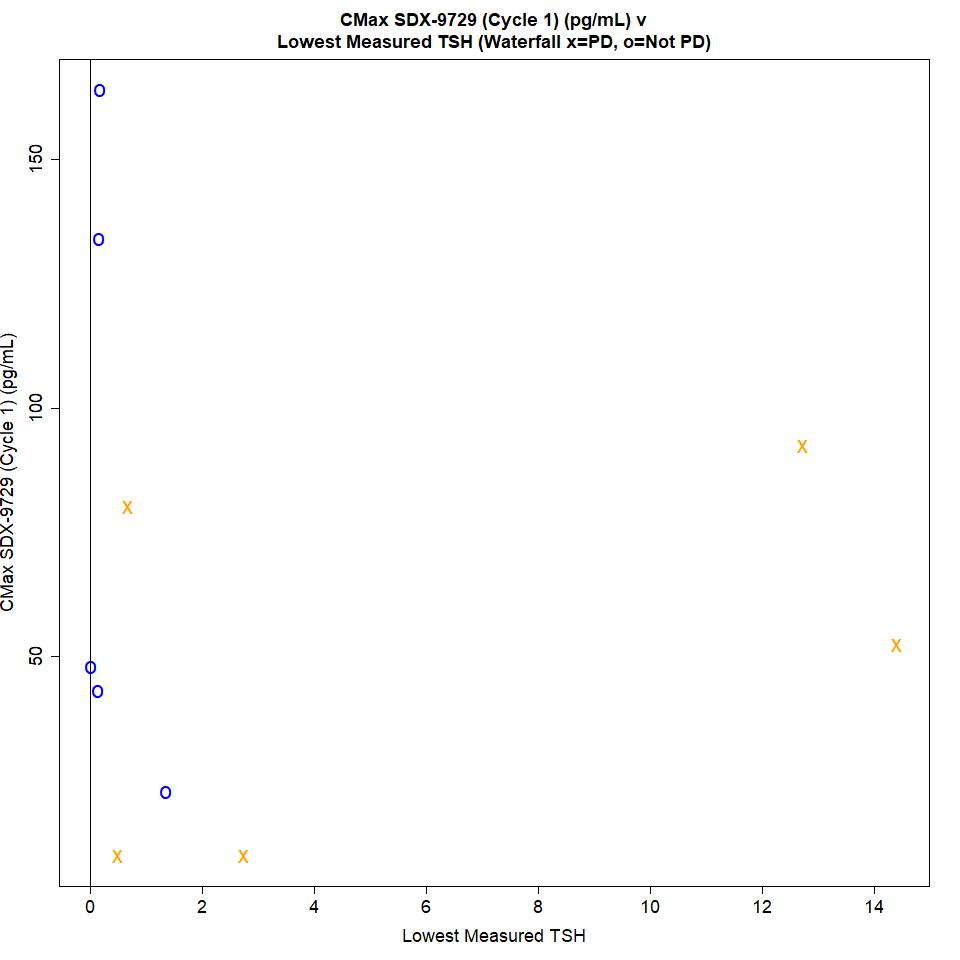 CMax SDX-9729 (Cycle 1) (pg/mL) v
Lowest Measured TSH (Waterfall x=PD, o=Not PD)
CMax SDX-9729 (Cycle 1) (pg/mL)
150
100
50
O
O
X
X
X
O
O
O
X
X
0 2 4 6 8 10 12 14
Lowest Measured TSH